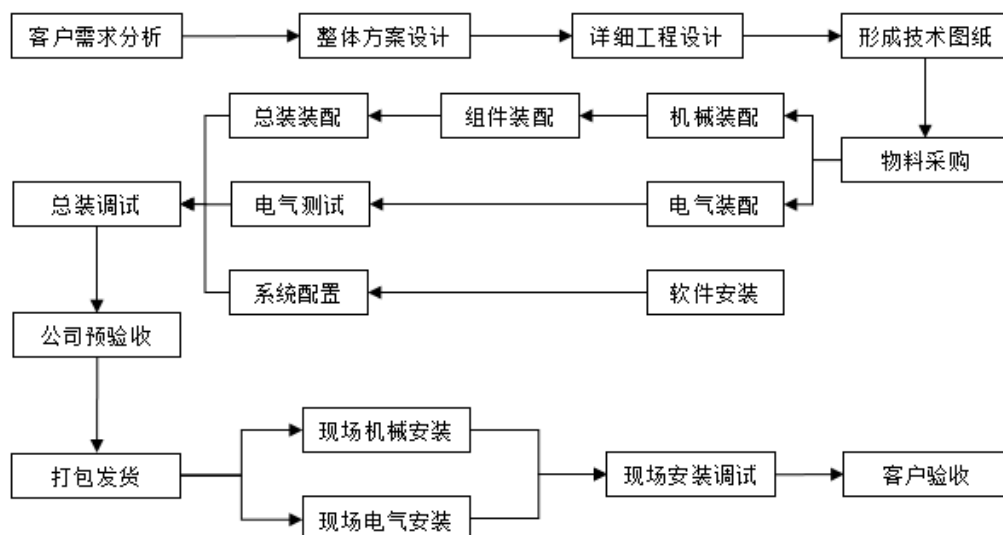 客户需求分析
整体方案设计
详细工程设计
形成技术图纸
总装装配
组件装配
机械装配
物料采购
总装调试
电气测试
电气装配
系统配置
软件安装
公司预验收
现场机械安装
打包发货
现场安装调试
客户验收
现场电气安装